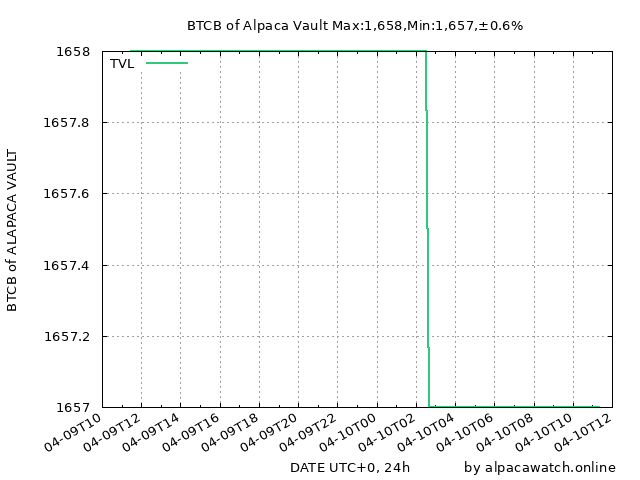 BTCB of Alpaca Vault Max:1,658,Min:1,657,±0.6%
TVL
BTCB of ALAPACA VAULT
1658
1657.8
1657.6
1657.4
1657.2
1657
04-09T10
04-09T12
04-09T14
04-09T16
04-09T18
04-09T20
04-09T22
04-10T00
04-10T02
04-10T04
04-10T06
04-10T08
04-10T10
04-10T12
DATE UTC+0, 24h
by alpacawatch.online